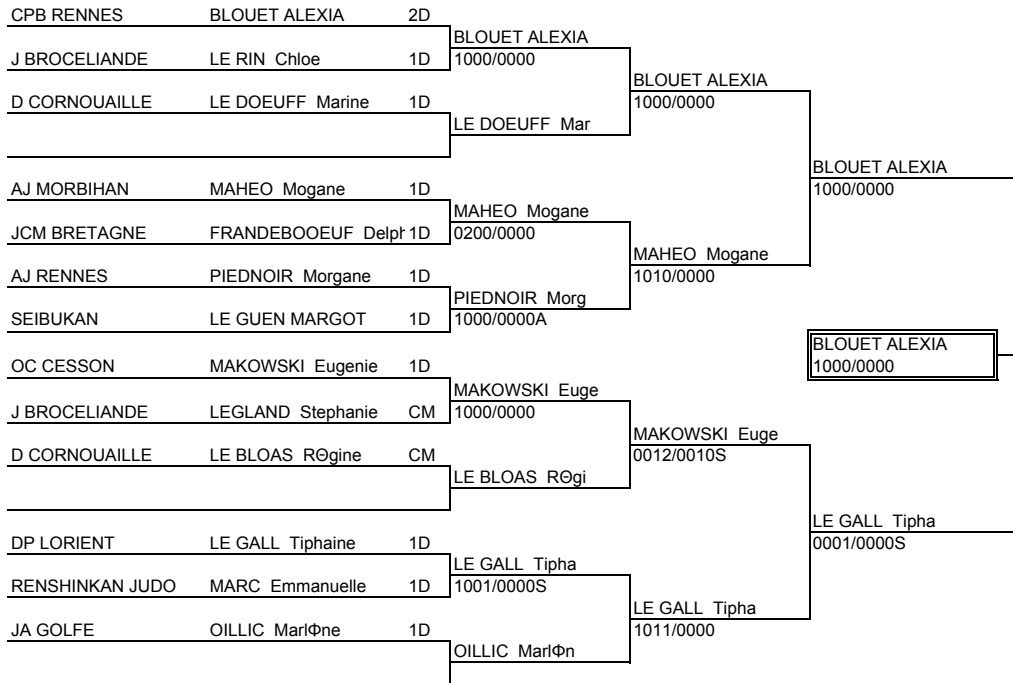 CPB RENNES BLOUET ALEXIA 2D
BLOUET ALEXIA
J BROCELIANDE LE RIN Chloe 1D 1000/0000
BLOUET ALEXIA
D CORNOUAILLE LE DOEUFF Marine 1D 1000/0000
LE DOEUFF Mar
BLOUET ALEXIA
AJ MORBIHAN MAHEO Mogane 1D 1000/0000
MAHEO Mogane
JCM BRETAGNE FRANDEBOOEUF Delph 1D 0200/0000
MAHEO Mogane
AJ RENNES PIEDNOIR Morgane 1D 1010/0000
PIEDNOIR Morg
SEIBUKAN LE GUEN MARGOT 1D 1000/0000A
BLOUET ALEXIA
OC CESSON MAKOWSKI Eugenie 1D 1000/0000
MAKOWSKI Euge
J BROCELIANDE LEGLAND Stephanie CM 1000/0000
MAKOWSKI Euge
D CORNOUAILLE LE BLOAS RΘgine CM 0012/0010S
LE BLOAS RΘgi
LE GALL Tipha
DP LORIENT LE GALL Tiphaine 1D 0001/0000S
LE GALL Tipha
RENSHINKAN JUDO MARC Emmanuelle 1D 1001/0000S
LE GALL Tipha
JA GOLFE OILLIC MarlΦne 1D 1011/0000
OILLIC MarlΦn